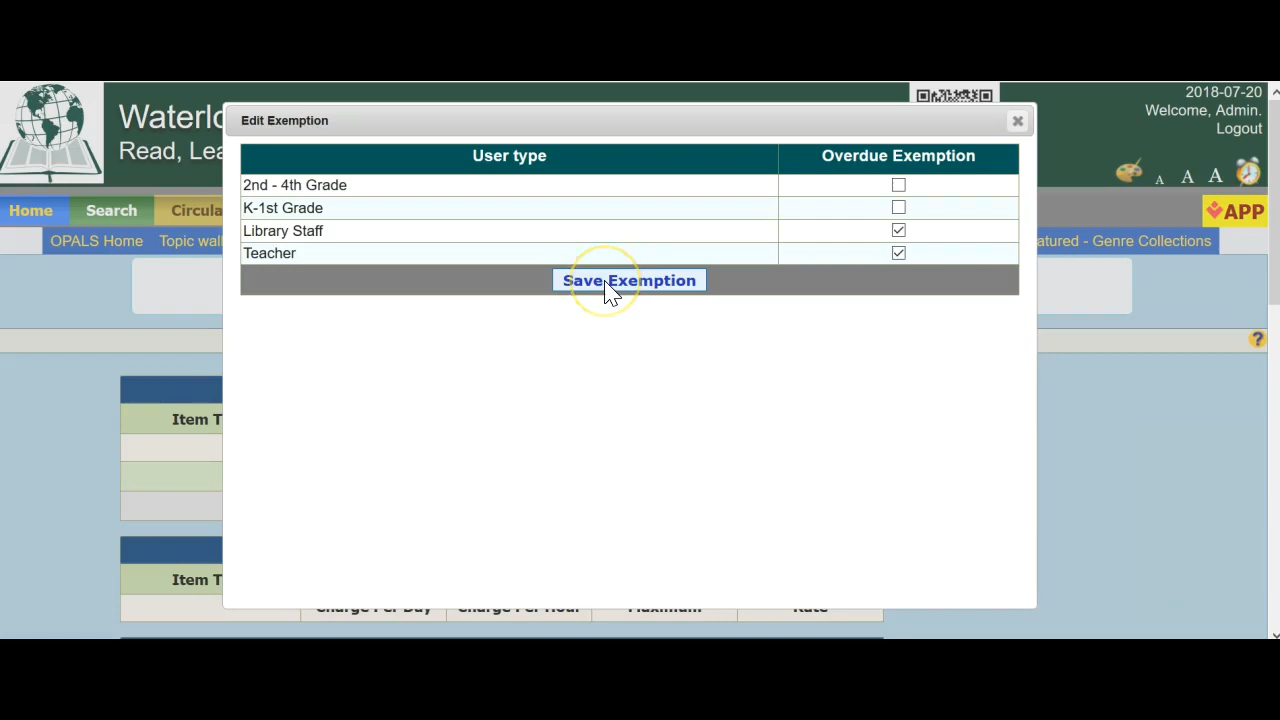 2018-07-20
Welcome, Admin.
Logout
Read, Lea
A A A
Home Search
APP
OPALS Home Topic wal
atured - Genre Collections
?
Edit Exemption
User type Overdue Exemption
2nd - 4th Grade
K-1st Grade
Library Staff
Teacher
Save Exemption
Item T
Item T
Charge Per Day Charge Per Hour Maximum Rate